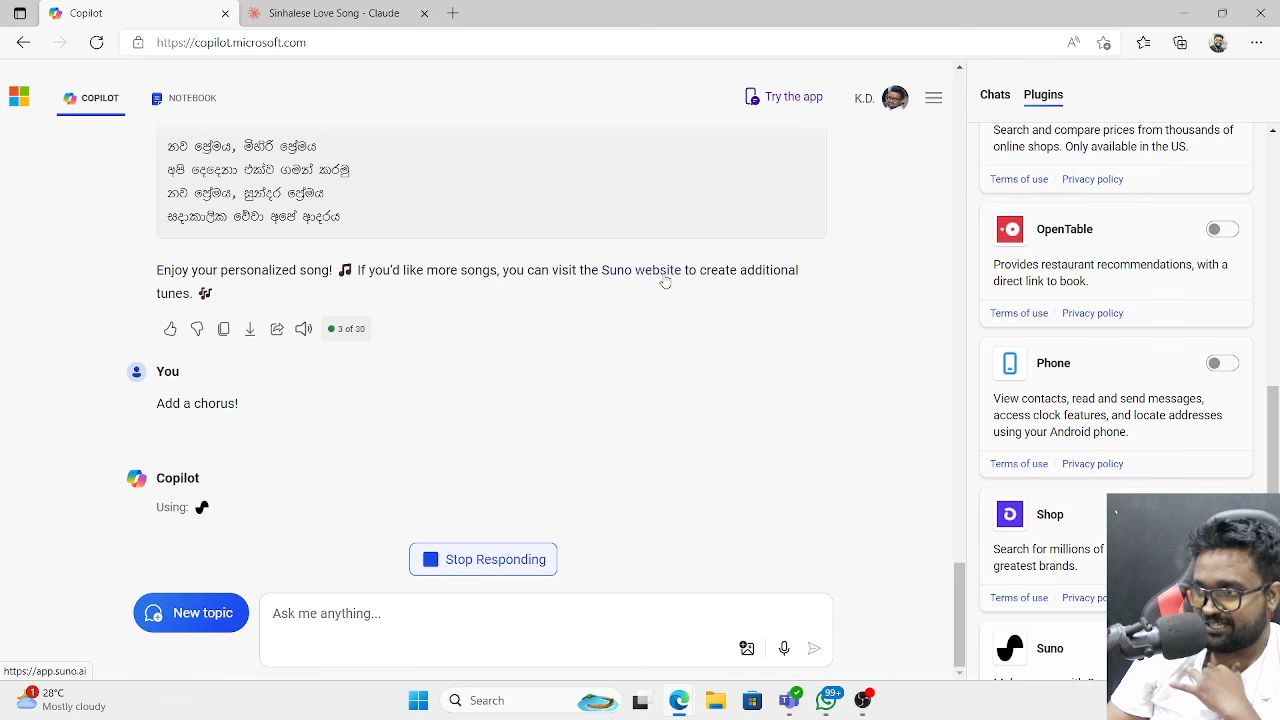 Copilot
Sinhalese Love Song - Claude
https://copilot.microsoft.com
COPILOT
NOTEBOOK
Try the app
K.D.
නව ප්‍රේමය, මිහිරි ප්‍රේමය
අපි දෙදෙනා එක්ව ගමන් කරමු
නව ප්‍රේමය, සුන්දර ප්‍රේමය
සදාකාලික වේවා අපේ ආදරය
Enjoy your personalized song! 🎵 If you'd like more songs, you can visit the Suno website to create additional
tunes. 🎶
3 of 30
You
Add a chorus!
Copilot
Using:
Stop Responding
New topic
Ask me anything...
https://app.suno.ai
Chats Plugins
Search and compare prices from thousands of
online shops. Only available in the US.
Terms of use Privacy policy
OpenTable
Provides restaurant recommendations, with a
direct link to book.
Terms of use Privacy policy
Phone
View contacts, read and send messages,
access clock features, and locate addresses
using your Android phone.
Terms of use Privacy policy
Shop
Search for millions of
greatest brands.
Terms of use Privacy po
Suno
1
28°C
Mostly cloudy
Search
99+